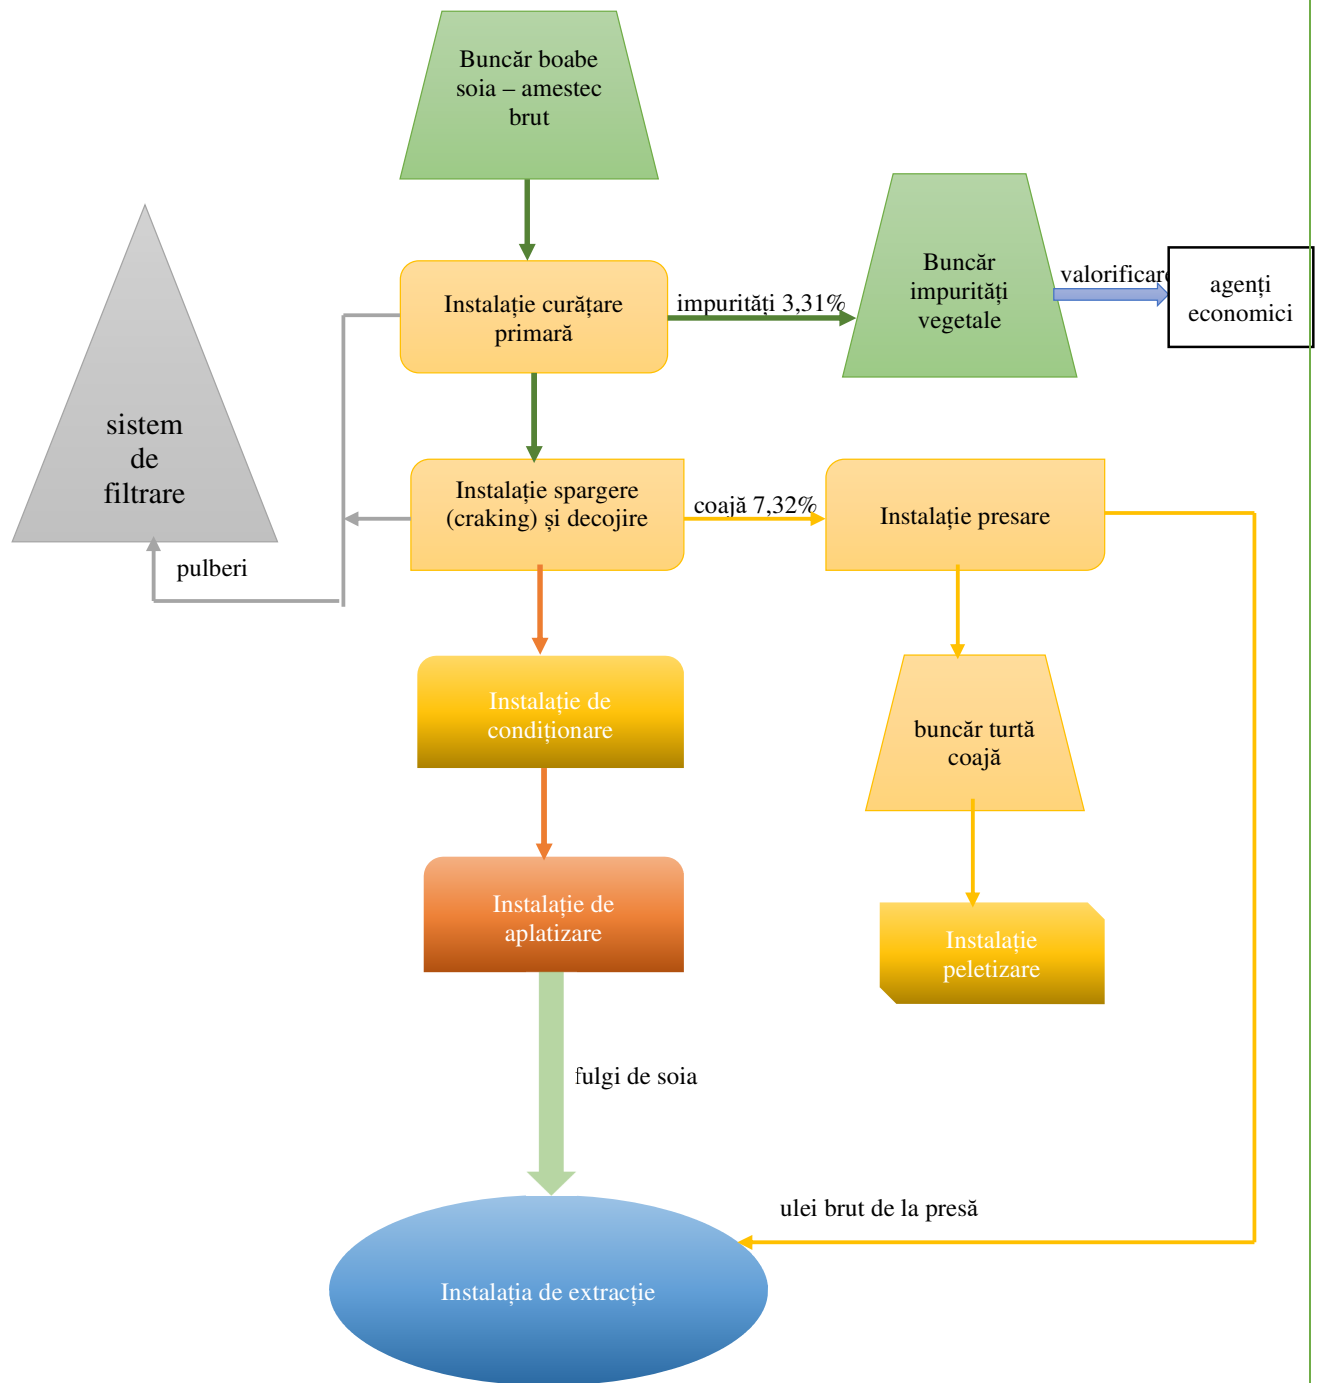 Buncăr boabe
soia – amestec
brut
Instalație curățare
primară
impurități 3,31%
Buncăr
impurități
vegetale
valorificare
agenți
economici
sistem
de
filtrare
Instalație spargere
(craking) și decojire
coajă 7,32%
Instalație presare
pulberi
Instalație de
condiționare
buncăr turtă
coajă
Instalație de
aplatizare
Instalație
peletizare
fulgi de soia
ulei brut de la presă
Instalația de extracție